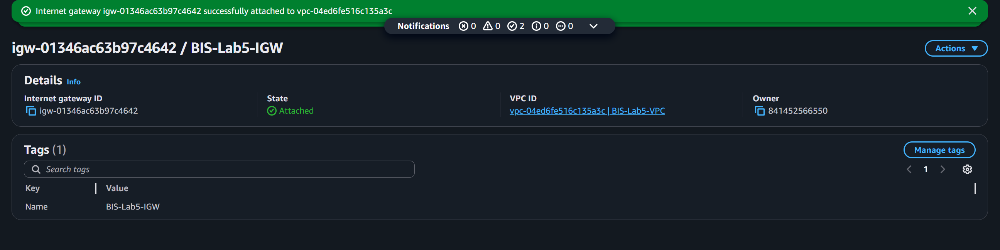 Internet gateway igw-01346ac63b97c4642 successfully attached to vpc-04ed6fe516c135a3c
Notifications 0 0 2 0 0
igw-01346ac63b97c4642 / BIS-Lab5-IGW
Actions
Details Info
Internet gateway ID
igw-01346ac63b97c4642
State
Attached
VPC ID
vpc-04ed6fe516c135a3c | BIS-Lab5-VPC
Owner
841452566550
Tags (1)
Manage tags
Search tags
1
Key Value
Name BIS-Lab5-IGW